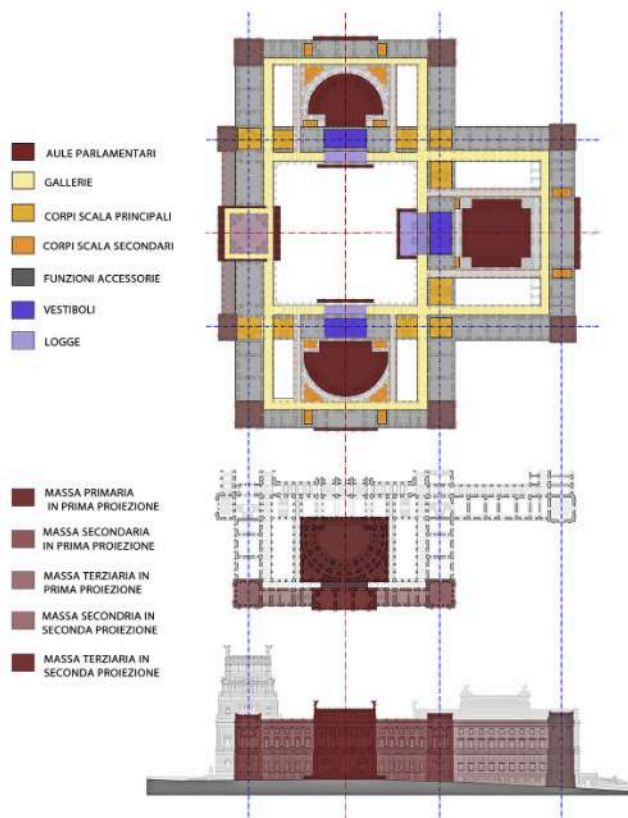 AULE PARLAMENTARI
GALLERIE
CORPI SCALA PRINCIPALI
CORPI SCALA SECONDARI
FUNZIONI ACCESSORIE
VESTIBOLI
LOGGE
MASSA PRIMARIA
IN PRIMA PROIEZIONE
MASSA SECONDARIA
IN PRIMA PROIEZIONE
MASSA TERZIARIA IN
PRIMA PROIEZIONE
MASSA SECONDRIA IN
SECONDA PROIEZIONE
MASSA TERZIARIA IN
SECONDA PROIEZIONE